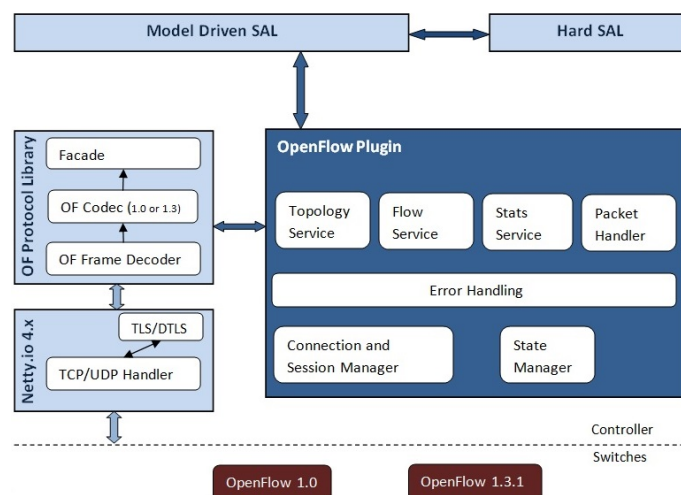 Model Driven SAL
Hard SAL
OF Protocol Library
Facade
OF Codec (1.0 or 1.3)
OF Frame Decoder
OpenFlow Plugin
Topology
Service
Flow
Service
Stats
Service
Packet
Handler
Error Handling
Connection and
Session Manager
State
Manager
Netty.io 4.x
TLS/DTLS
TCP/UDP Handler
Controller
Switches
OpenFlow 1.0
OpenFlow 1.3.1